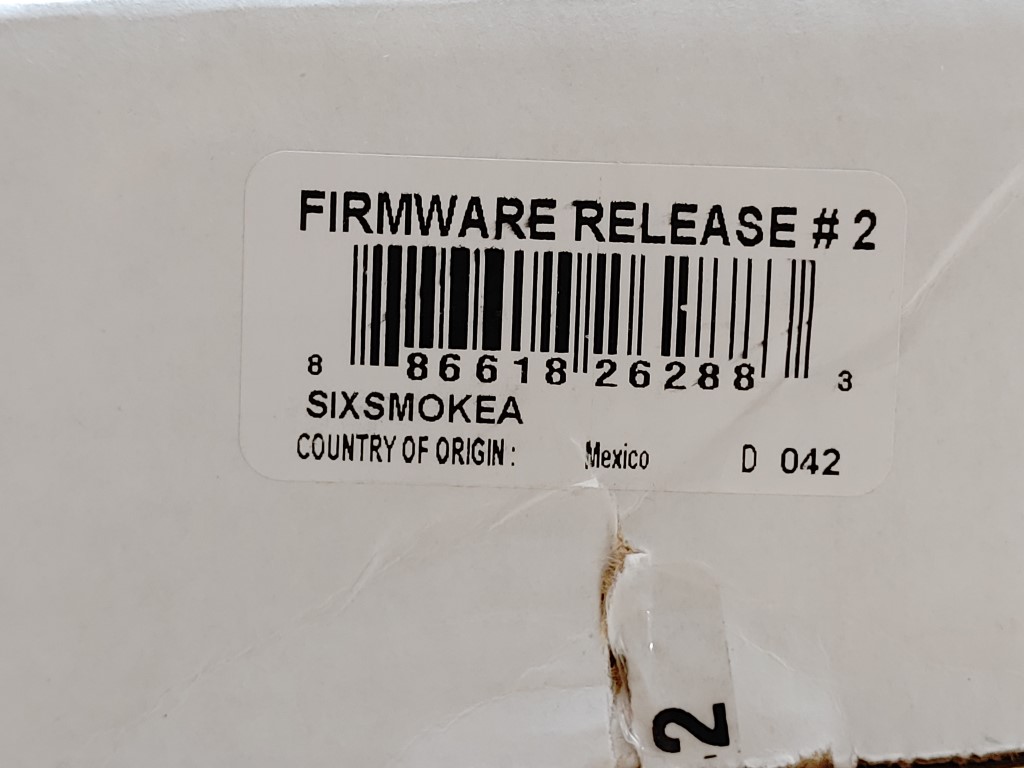 FIRMWARE RELEASE # 2
8 86618 26288 3
SIXSMOKEA
COUNTRY OF ORIGIN : Mexico D 042
2